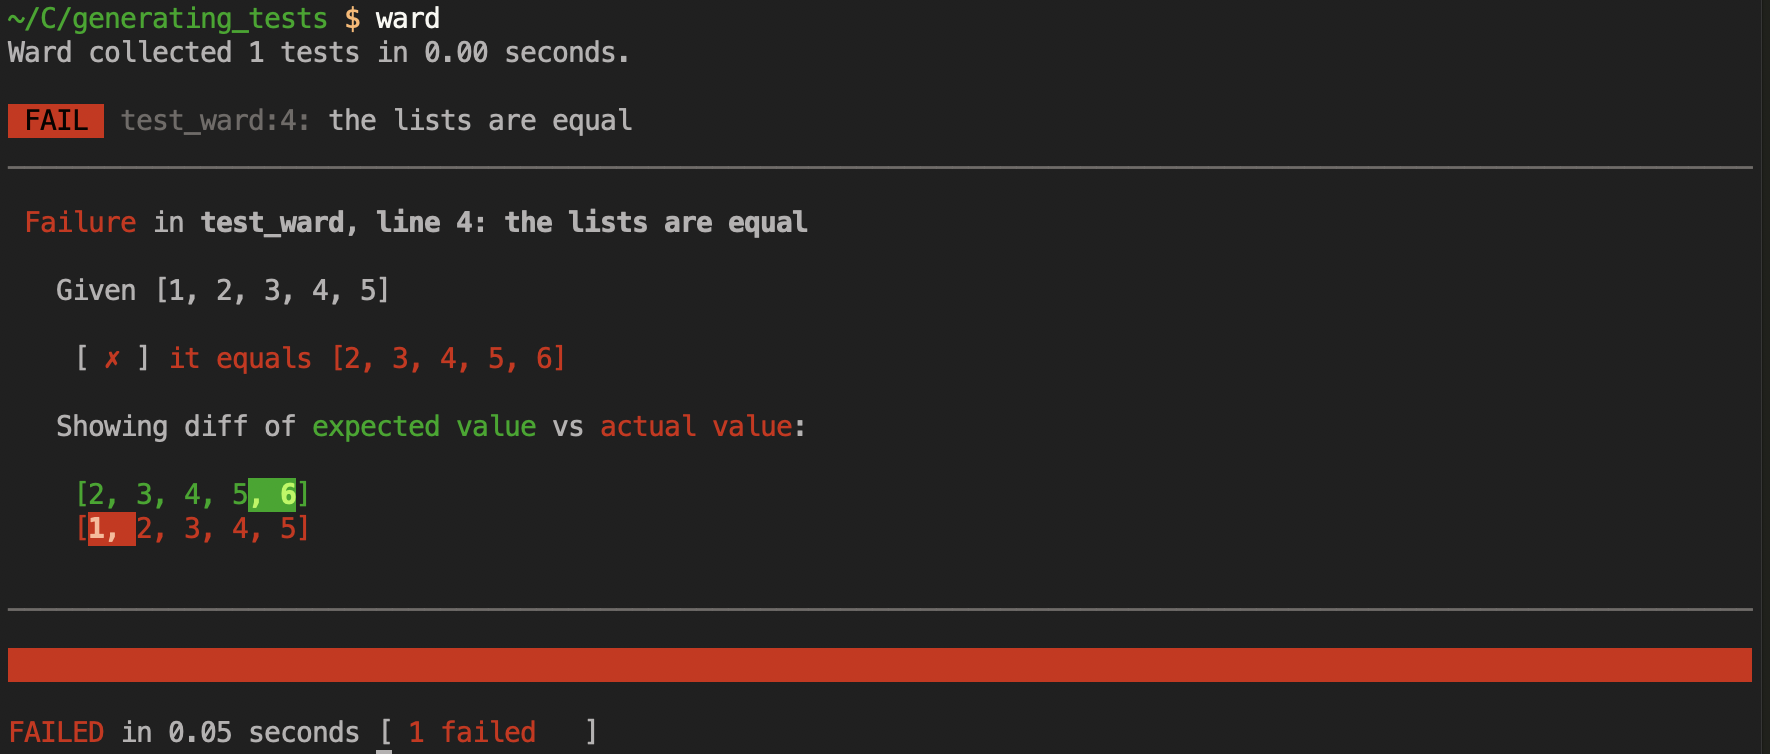 ~/C/generating_tests $ ward
Ward collected 1 tests in 0.00 seconds.
FAIL test_ward:4: the lists are equal
Failure in test_ward, line 4: the lists are equal
Given [1, 2, 3, 4, 5]
[ ✗ ] it equals [2, 3, 4, 5, 6]
Showing diff of expected value vs actual value:
[2, 3, 4, 5, 6]
[1, 2, 3, 4, 5]
FAILED in 0.05 seconds [ 1 failed ]